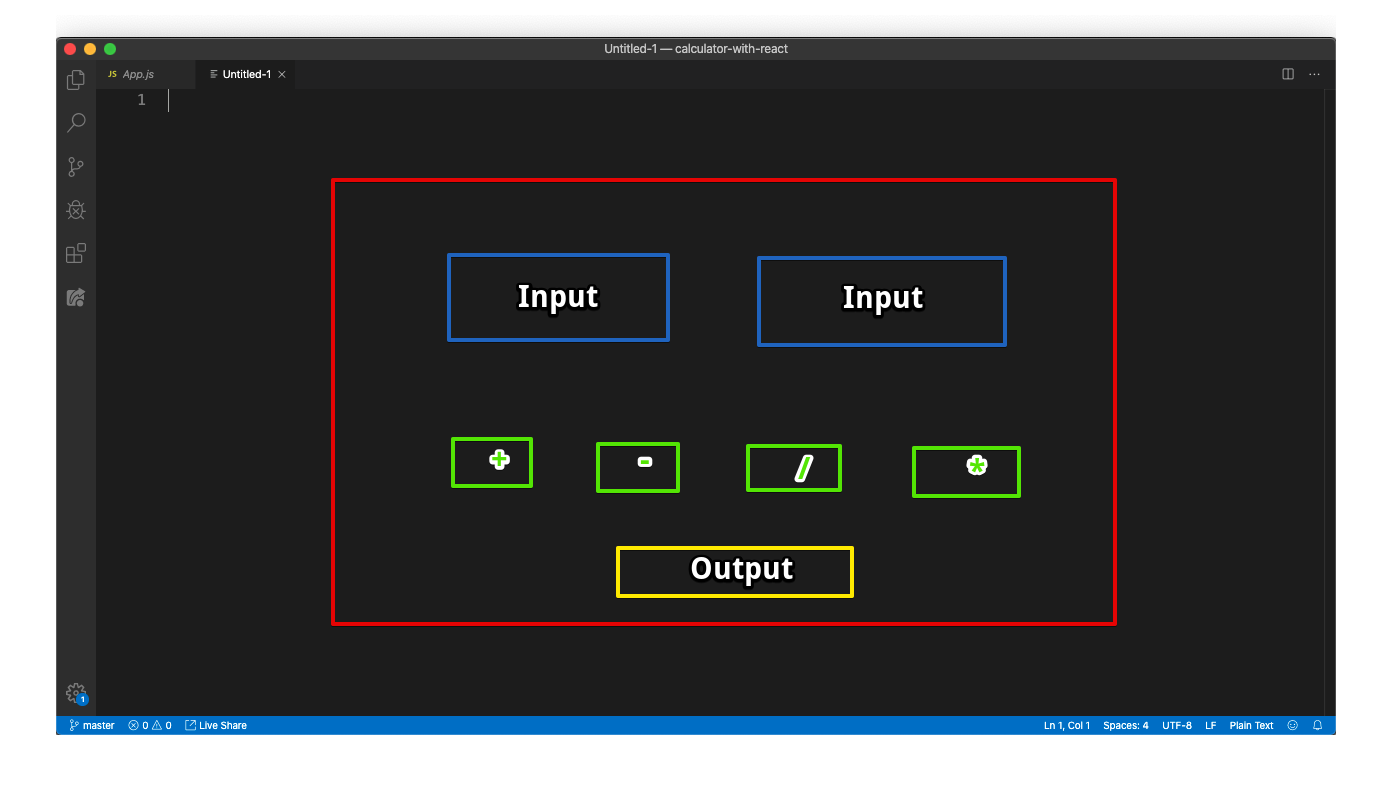 Untitled-1 — calculator-with-react
JS App.js Untitled-1
1
Input Input
+ - / *
Output
1
master 0 0 Live Share Ln 1, Col 1 Spaces: 4 UTF-8 LF Plain Text